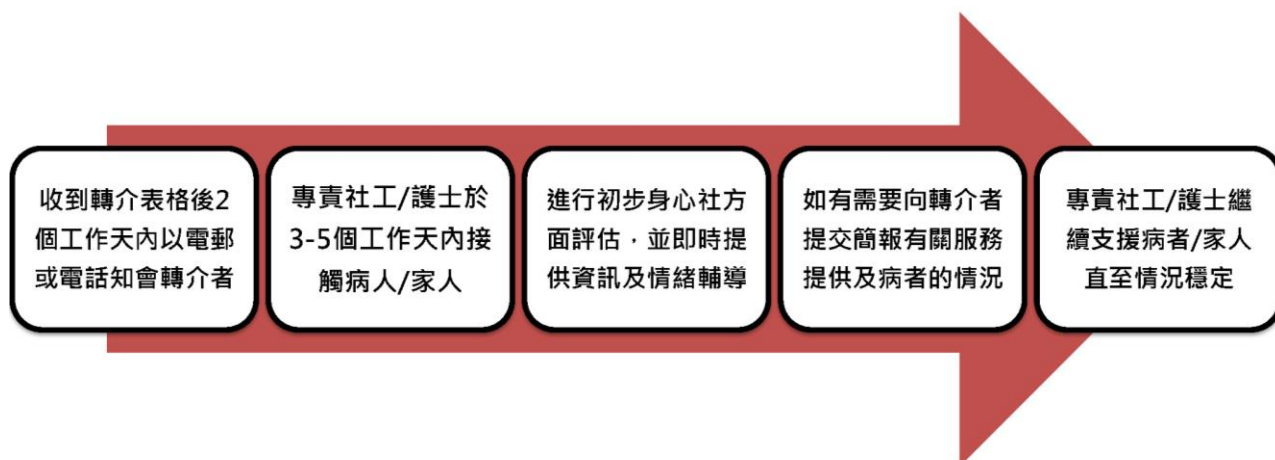 收到轉介表格後2
個工作天內以電郵
或電話知會轉介者
專責社工/護士於
3-5個工作天內接
觸病人/家人
進行初步身心社方
面評估，並即時提
供資訊及情緒輔導
如有需要向轉介者
提交簡報有關服務
提供及病者的情況
專責社工/護士繼
續支援病者/家人
直至情況穩定